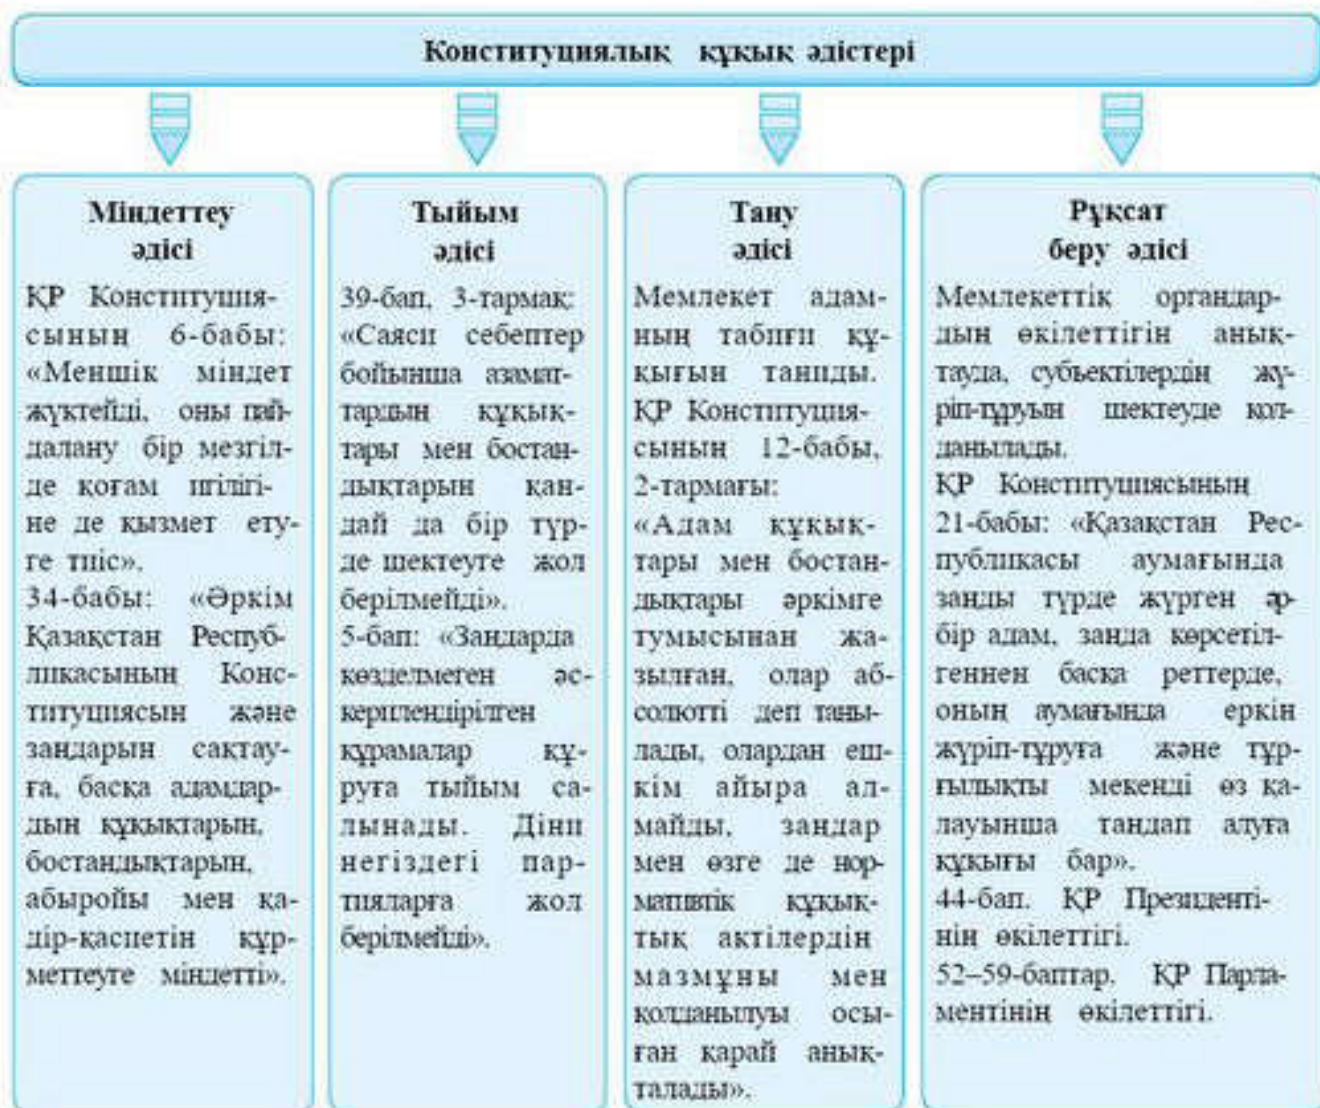 Конституциялық құқық әдістері
Міндеттеу
әдісі
ҚР Конституция-
сының 6-бабы:
«Меншік міндет
жүктейді, оны пай-
далану бір мезгіл-
де қоғам игілігі-
не де қызмет ету-
ге тиіс».
34-бабы: «Әркім
Қазақстан Респуб-
ликасының Конс-
титуциясын және
заңдарын сақтау-
ға, басқа адамдар-
дың құқықтарын,
бостандықтарын,
абыройы мен қа-
дір-қасиетін құр-
меттеуге міндетті».
Тыйым
әдісі
39-бап, 3-тармақ:
«Саяси себептер
бойынша азамат-
тардың құқық-
тары мен бостан-
дықтарын қан-
дай да бір түр-
де шектеуге жол
берілмейді».
5-бап: «Заңдарда
көзделмеген әс-
керилендірілген
құрамалар құ-
руға тыйым са-
лынады. Діни
негіздегі пар-
тияларға жол
берілмейді».
Тану
әдісі
Мемлекет адам-
ның табиғи құ-
қығын таниды.
ҚР Конституция-
сының 12-бабы,
2-тармағы:
«Адам құқық-
тары мен бостан-
дықтары әркімге
тумысынан жа-
зылған, олар аб-
солютті деп таны-
лады, олардан еш-
кім айыра ал-
майды, заңдар
мен өзге де нор-
мативтік құқық-
тық актілердің
мазмұны мен
қолданылуы осы-
ған қарай анық-
талады».
Рұқсат
беру әдісі
Мемлекеттік органдар-
дың өкілеттігін анық-
тауда, субъектілердің жү-
ріп-тұруын шектеуде қол-
данылады.
ҚР Конституциясының
21-бабы: «Қазақстан Рес-
публикасы аумағында
заңды түрде жүрген әр-
бір адам, заңда көрсетіл-
геннен басқа реттерде,
оның аумағында еркін
жүріп-тұруға және тұр-
ғылықты мекенді өз қа-
лауынша таңдап алуға
құқығы бар».
44-бап. ҚР Президенті-
нің өкілеттігі.
52–59-баптар. ҚР Парла-
ментінің өкілеттігі.